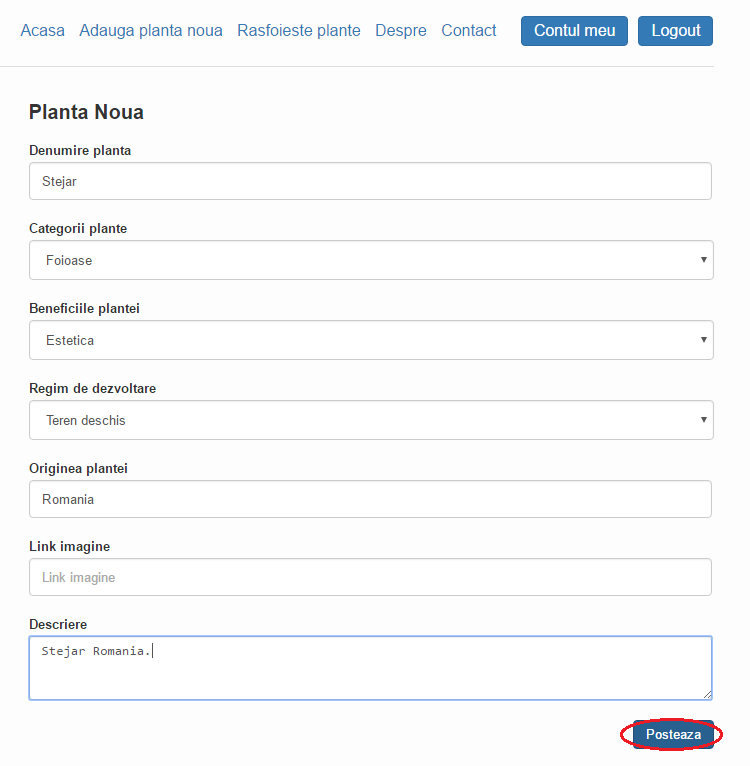 Acasa Adauga planta noua Rasfoieste plante Despre Contact Contul meu Logout
Planta Noua
Denumire planta
Stejar
Categorii plante
Foioase
Beneficiile plantei
Estetica
Regim de dezvoltare
Teren deschis
Originea plantei
Romania
Link imagine
Link imagine
Descriere
Stejar Romania.
Posteaza